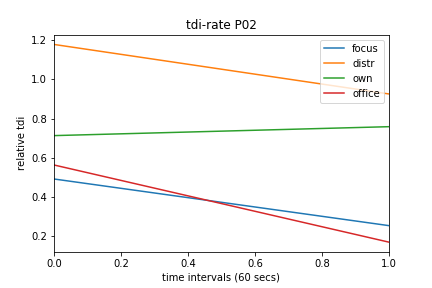 tdi-rate P02
1.2
1.0
0.8
0.6
0.4
0.2
relative tdi
0.0 0.2 0.4 0.6 0.8 1.0
time intervals (60 secs)
focus
distr
own
office